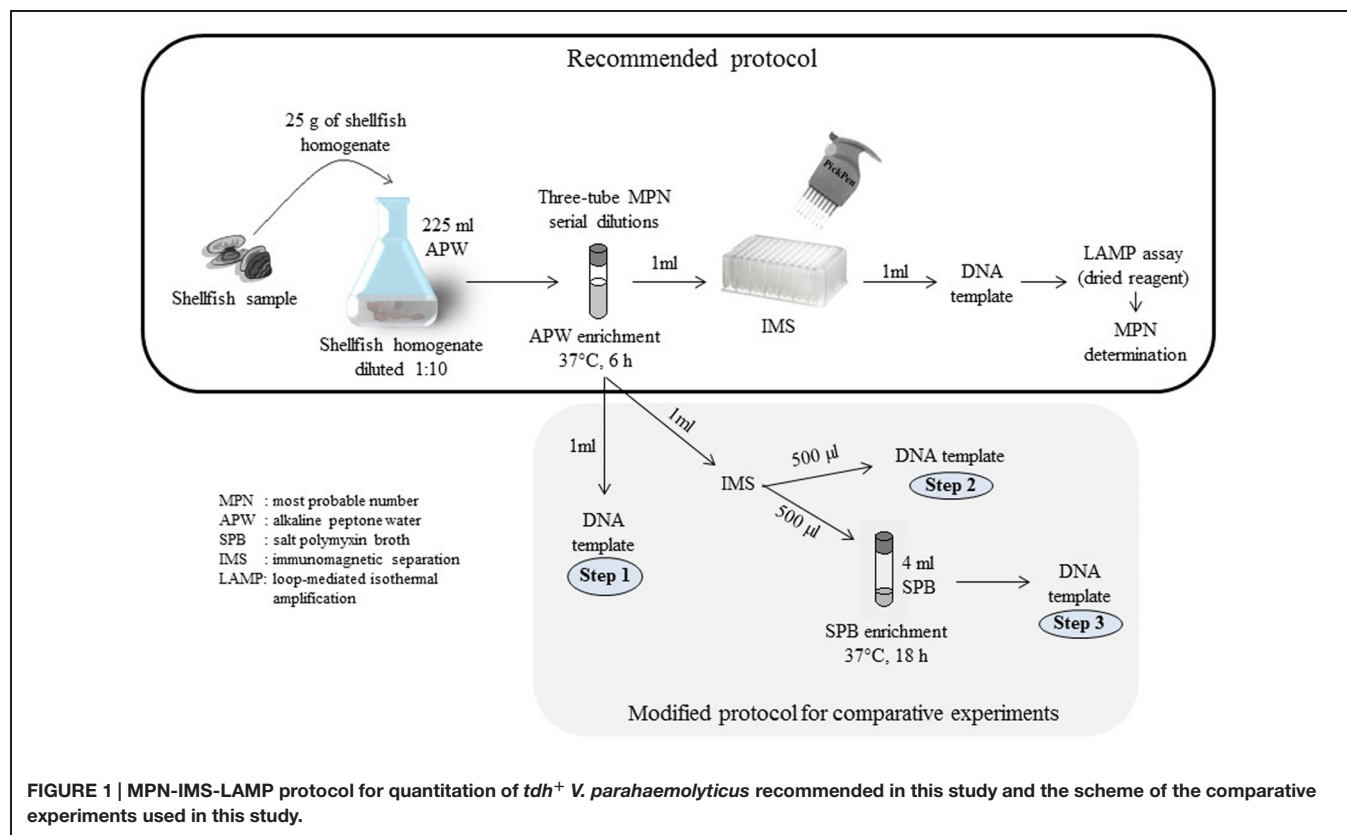 Recommended protocol
25 g of shellfish
homogenate
Shellfish sample
225 ml
APW
Shellfish homogenate
diluted 1:10
Three-tube MPN
serial dilutions
APW enrichment
37°C, 6 h
1ml
PickPen
IMS
1ml
DNA
template
LAMP assay
(dried reagent)
MPN
determination
1ml
DNA
template
Step 1
1ml
IMS
500 µl
DNA template
Step 2
500 µl
4 ml
SPB
SPB enrichment
37°C, 18 h
DNA
template
Step 3
Modified protocol for comparative experiments
MPN : most probable number
APW : alkaline peptone water
SPB : salt polymyxin broth
IMS : immunomagnetic separation
LAMP: loop-mediated isothermal
amplification
FIGURE 1 | MPN-IMS-LAMP protocol for quantitation of tdh+ V. parahaemolyticus recommended in this study and the scheme of the comparative
experiments used in this study.